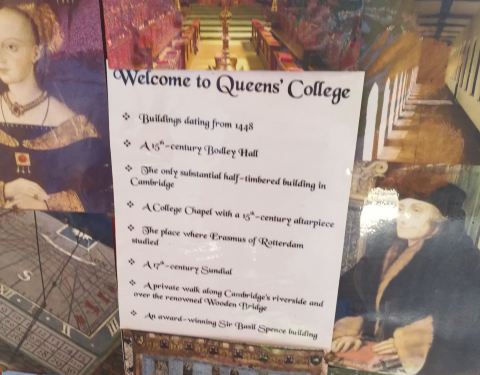 Welcome to Queens' College
❖ Buildings dating from 1448
❖ A 15th-century Bodley Hall
❖ The only substantial half-timbered building in
Cambridge
❖ A College Chapel with a 15th-century altarpiece
❖ The place where Erasmus of Rotterdam
studied
❖ A 17th-century Sundial
❖ A private walk along Cambridge's riverside and
over the renowned Wooden Bridge
❖ An award-winning Sir Basil Spence building